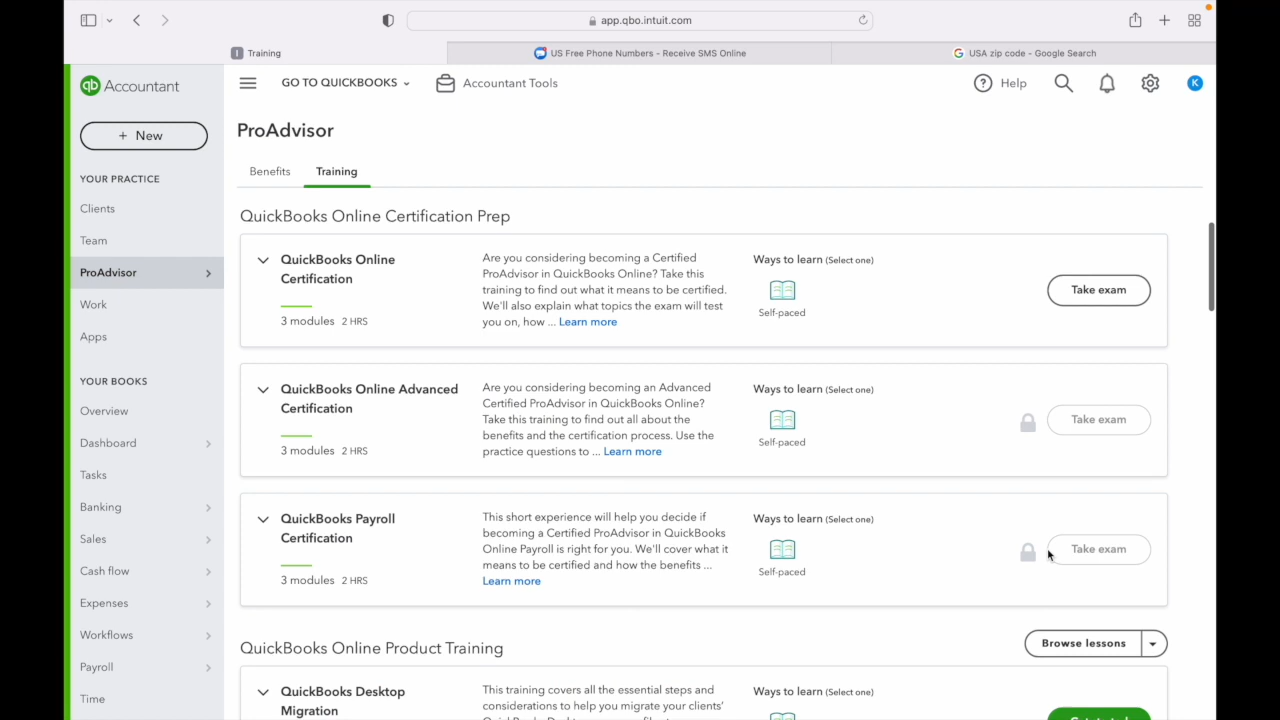 app.qbo.intuit.com
Training
US Free Phone Numbers - Receive SMS Online
USA zip code - Google Search
qb Accountant
GO TO QUICKBOOKS
Accountant Tools
Help
K
+ New
YOUR PRACTICE
Clients
Team
ProAdvisor
Work
Apps
YOUR BOOKS
Overview
Dashboard
Tasks
Banking
Sales
Cash flow
Expenses
Workflows
Payroll
Time
ProAdvisor
Benefits
Training
QuickBooks Online Certification Prep
QuickBooks Online
Certification
3 modules 2 HRS
Are you considering becoming a Certified
ProAdvisor in QuickBooks Online? Take this
training to find out what it means to be certified.
We'll also explain what topics the exam will test
you on, how ... Learn more
Ways to learn (Select one)
Self-paced
Take exam
QuickBooks Online Advanced
Certification
3 modules 2 HRS
Are you considering becoming an Advanced
Certified ProAdvisor in QuickBooks Online?
Take this training to find out all about the
benefits and the certification process. Use the
practice questions to ... Learn more
Ways to learn (Select one)
Self-paced
Take exam
QuickBooks Payroll
Certification
3 modules 2 HRS
This short experience will help you decide if
becoming a Certified ProAdvisor in QuickBooks
Online Payroll is right for you. We'll cover what it
means to be certified and how the benefits ...
Learn more
Ways to learn (Select one)
Self-paced
Take exam
QuickBooks Online Product Training
Browse lessons
QuickBooks Desktop
Migration
This training covers all the essential steps and
considerations to help you migrate your clients'
Ways to learn (Select one)